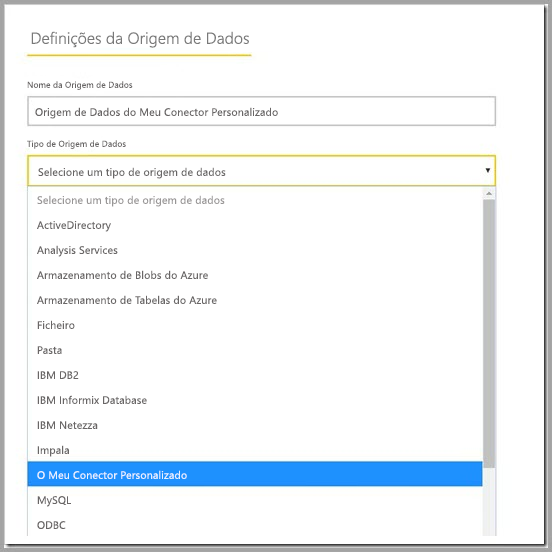 Definições da Origem de Dados
Nome da Origem de Dados
Origem de Dados do Meu Conector Personalizado
Tipo de Origem de Dados
Selecione um tipo de origem de dados
Selecione um tipo de origem de dados
ActiveDirectory
Analysis Services
Armazenamento de Blobs do Azure
Armazenamento de Tabelas do Azure
Ficheiro
Pasta
IBM DB2
IBM Informix Database
IBM Netezza
Impala
O Meu Conector Personalizado
MySQL
ODBC